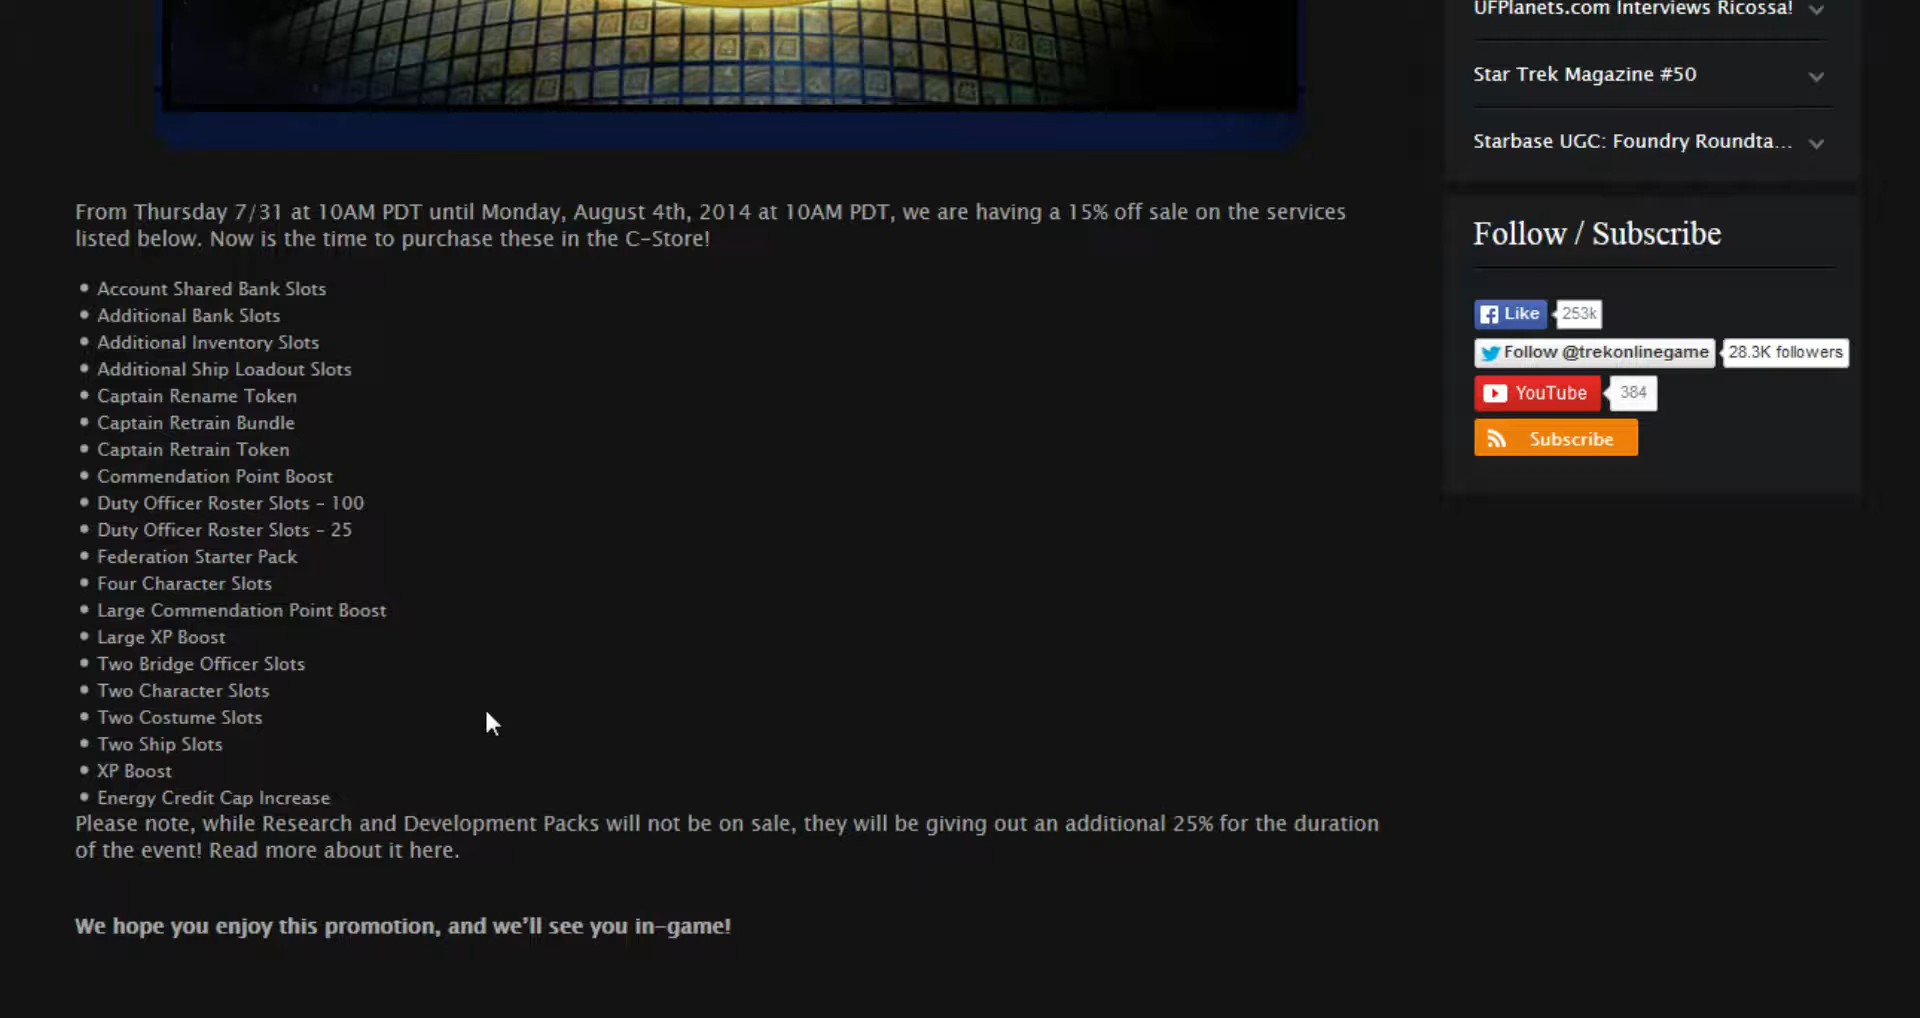 UFPlanets.com Interviews Ricossa!
Star Trek Magazine #50
Starbase UGC: Foundry Roundta...
From Thursday 7/31 at 10AM PDT until Monday, August 4th, 2014 at 10AM PDT, we are having a 15% off sale on the services
listed below. Now is the time to purchase these in the C-Store!
• Account Shared Bank Slots
• Additional Bank Slots
• Additional Inventory Slots
• Additional Ship Loadout Slots
• Captain Rename Token
• Captain Retrain Bundle
• Captain Retrain Token
• Commendation Point Boost
• Duty Officer Roster Slots - 100
• Duty Officer Roster Slots - 25
• Federation Starter Pack
• Four Character Slots
• Large Commendation Point Boost
• Large XP Boost
• Two Bridge Officer Slots
• Two Character Slots
• Two Costume Slots
• Two Ship Slots
• XP Boost
• Energy Credit Cap Increase
Please note, while Research and Development Packs will not be on sale, they will be giving out an additional 25% for the duration
of the event! Read more about it here.
We hope you enjoy this promotion, and we’ll see you in-game!
Follow / Subscribe
Like 253k
Follow @trekonlinegame 28.3K followers
YouTube 384
Subscribe